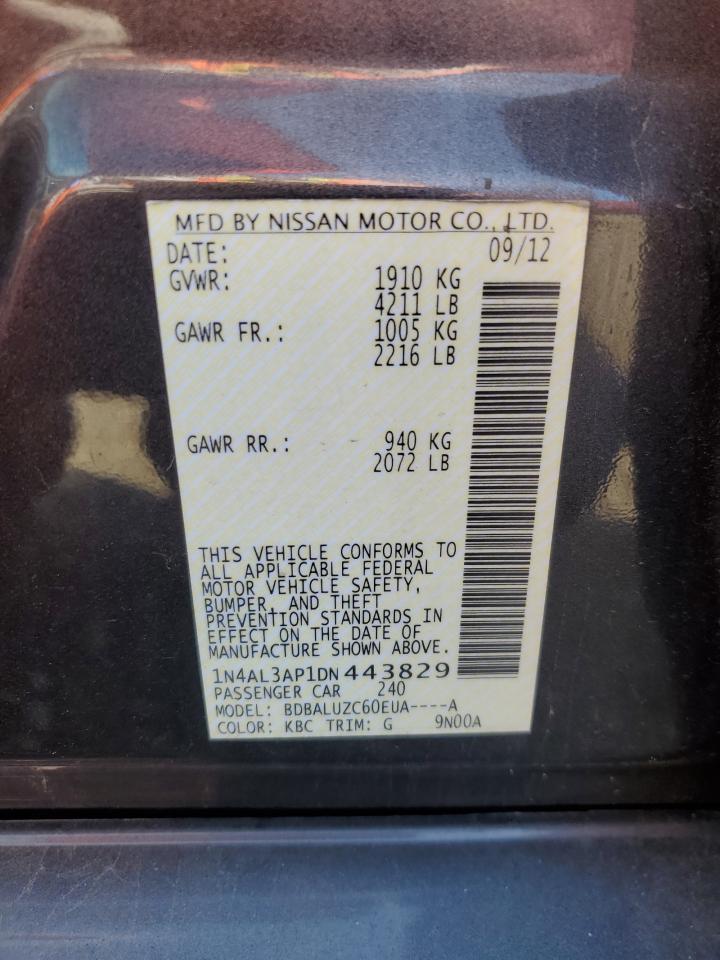 MFD BY NISSAN MOTOR CO., LTD.
DATE: 09/12
GVWR: 1910 KG
4211 LB
GAWR FR.: 1005 KG
2216 LB
GAWR RR.: 940 KG
2072 LB
THIS VEHICLE CONFORMS TO
ALL APPLICABLE FEDERAL
MOTOR VEHICLE SAFETY,
BUMPER, AND THEFT
PREVENTION STANDARDS IN
EFFECT ON THE DATE OF
MANUFACTURE SHOWN ABOVE.
1N4AL3AP1DN 443829
PASSENGER CAR 240
MODEL: BDBALUZC60EUA----A
COLOR: KBC TRIM: G 9N00A